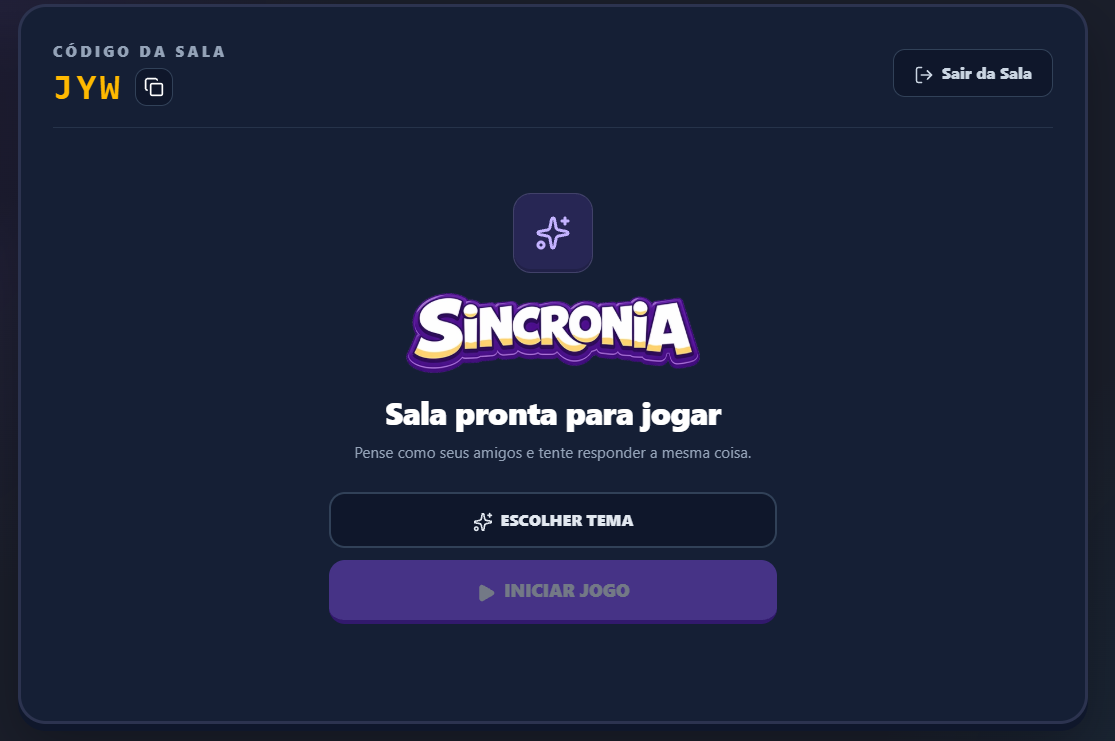 CÓDIGO DA SALA
JYW
Sair da Sala
SiNCRONiA
Sala pronta para jogar
Pense como seus amigos e tente responder a mesma coisa.
ESCOLHER TEMA
INICIAR JOGO